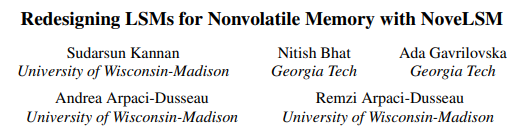 Redesigning LSMs for Nonvolatile Memory with NoveLSM
Sudarsun Kannan Nitish Bhat Ada Gavrilovska
University of Wisconsin-Madison Georgia Tech Georgia Tech
Andrea Arpaci-Dusseau Remzi Arpaci-Dusseau
University of Wisconsin-Madison University of Wisconsin-Madison